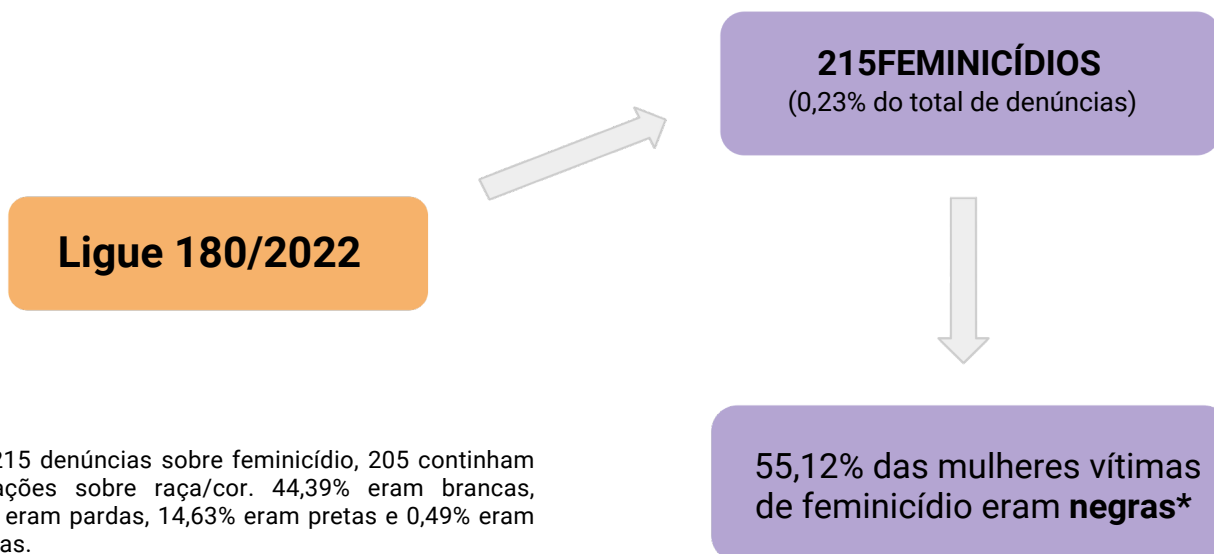 215FEMINICÍDIOS
(0,23% do total de denúncias)
Ligue 180/2022
215 denúncias sobre feminicídio, 205 continham
ações sobre raça/cor. 44,39% eram brancas,
eram pardas, 14,63% eram pretas e 0,49% eram
as.
55,12% das mulheres vítimas
de feminicídio eram negras*